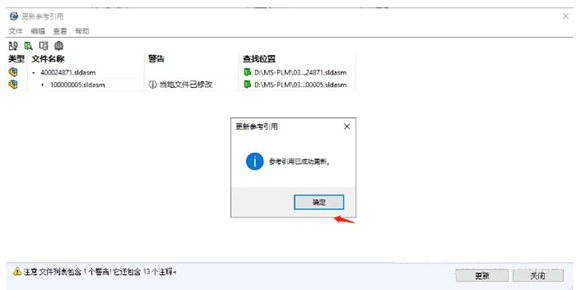 更新参考引用
文件 编辑 查看 帮助
类型 文件名称 警告 查找位置
400024871.sldasm D:\MS-PLM\03...24871.sldasm
100000005.sldasm 当地文件已修改 D:\MS-PLM\03...00005.sldasm
更新参考引用
参考引用已成功更新。
确定
注意:文件列表包含 1 个警告!它还包含 13 个注释。
更新 关闭